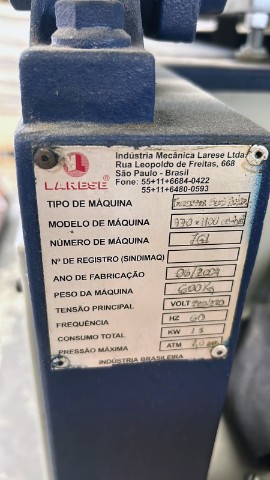 Indústria Mecânica Larese Ltda.
Rua Leopoldo de Freitas, 668
São Paulo - Brasil
Fone: 55+11+6684-0422
55+11+6480-0593
LARESE
TIPO DE MÁQUINA
MODELO DE MÁQUINA 770x1100
NÚMERO DE MÁQUINA 761
Nº DE REGISTRO (SINDIMAQ)
ANO DE FABRICAÇÃO 06/2009
PESO DA MÁQUINA 600Kg
TENSÃO PRINCIPAL VOLT
FREQUÊNCIA HZ 60
CONSUMO TOTAL KW
PRESSÃO MÁXIMA ATM
INDÚSTRIA BRASILEIRA